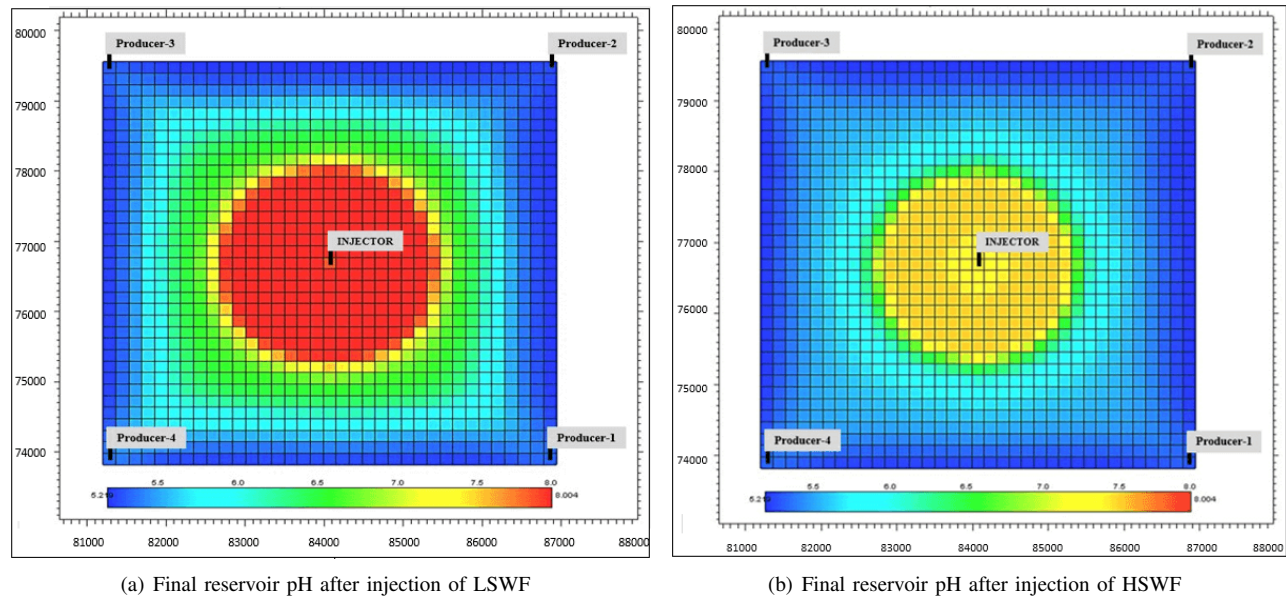 80000
Producer-3
Producer-2
79000
78000
77000
INJECTOR
76000
75000
Producer-4
Producer-1
74000
5.219 5.5 6.0 6.5 7.0 7.5 8.0
8.004
81000 82000 83000 84000 85000 86000 87000 88000
(a) Final reservoir pH after injection of LSWF
80000
Producer-3
Producer-2
79000
78000
77000
INJECTOR
76000
75000
Producer-4
Producer-1
74000
5.219 5.5 6.0 6.5 7.0 7.5 8.0
8.004
81000 82000 83000 84000 85000 86000 87000 88000
(b) Final reservoir pH after injection of HSWF